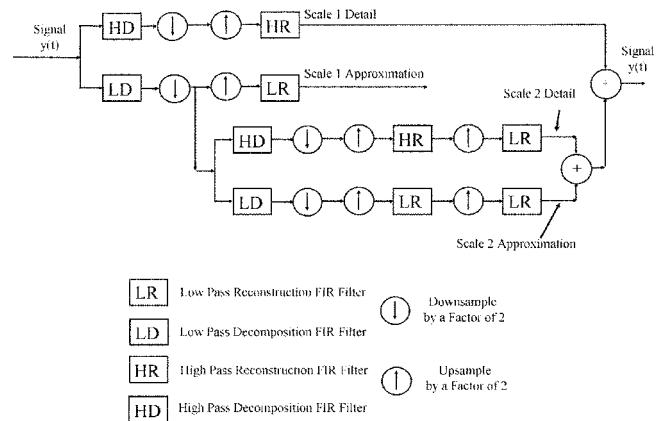 Signal
y(t)
HD
↓
↑
HR
Scale 1 Detail
Signal
y(t)
LD
↓
↑
LR
Scale 1 Approximation
+
Scale 2 Detail
HD
↓
↑
HR
↑
LR
+
LD
↓
↑
LR
↑
LR
Scale 2 Approximation
LR Low Pass Reconstruction FIR Filter
LD Low Pass Decomposition FIR Filter
HR High Pass Reconstruction FIR Filter
HD High Pass Decomposition FIR Filter
↓ Downsample
by a Factor of 2
↑ Upsample
by a Factor of 2